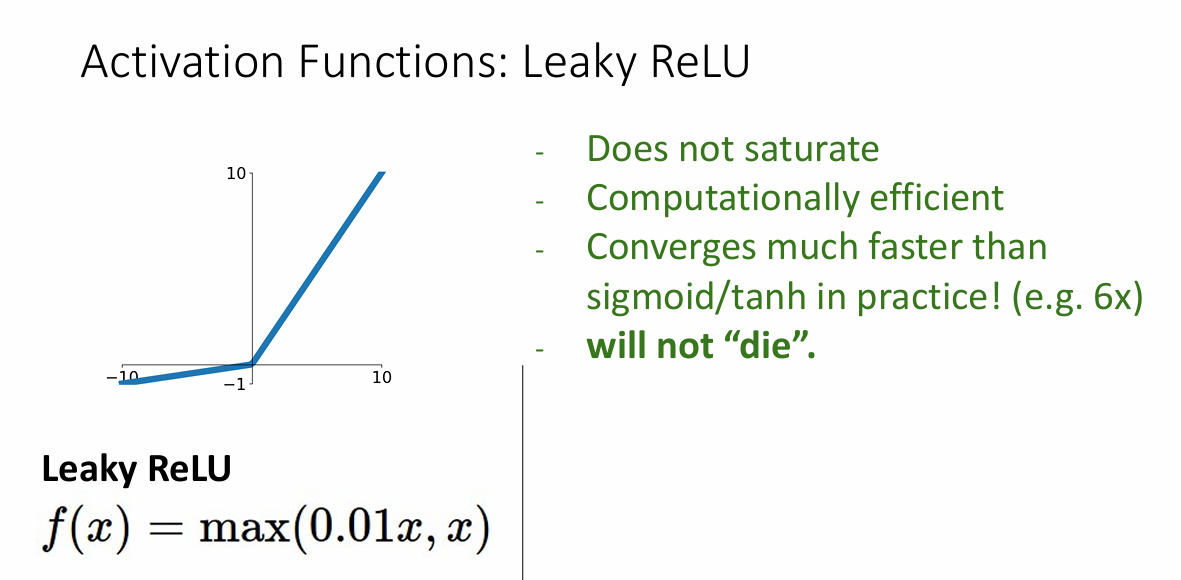 Activation Functions: Leaky ReLU
- Does not saturate
- Computationally efficient
- Converges much faster than
sigmoid/tanh in practice! (e.g. 6x)
- will not “die”.
10
−10
−1
10
Leaky ReLU
f(x) = max(0.01x, x)